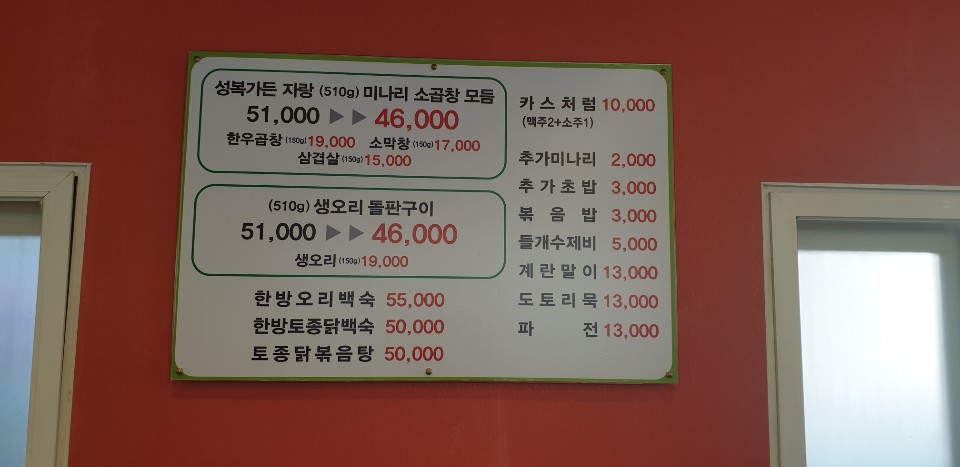 성복가든 자랑 (510g) 미나리 소곱창 모듬
51,000 ▶▶ 46,000
한우곱창 (150g) 19,000 소막창 (150g) 17,000
삼겹살 (150g) 15,000
(510g) 생오리 돌판구이
51,000 ▶▶ 46,000
생오리 (150g) 19,000
한방오리백숙 55,000
한방토종닭백숙 50,000
토종닭볶음탕 50,000
카스처럼 10,000
(맥주2+소주1)
추가미나리 2,000
추가초밥 3,000
볶음밥 3,000
들개수제비 5,000
계란말이 13,000
도토리묵 13,000
파전 13,000